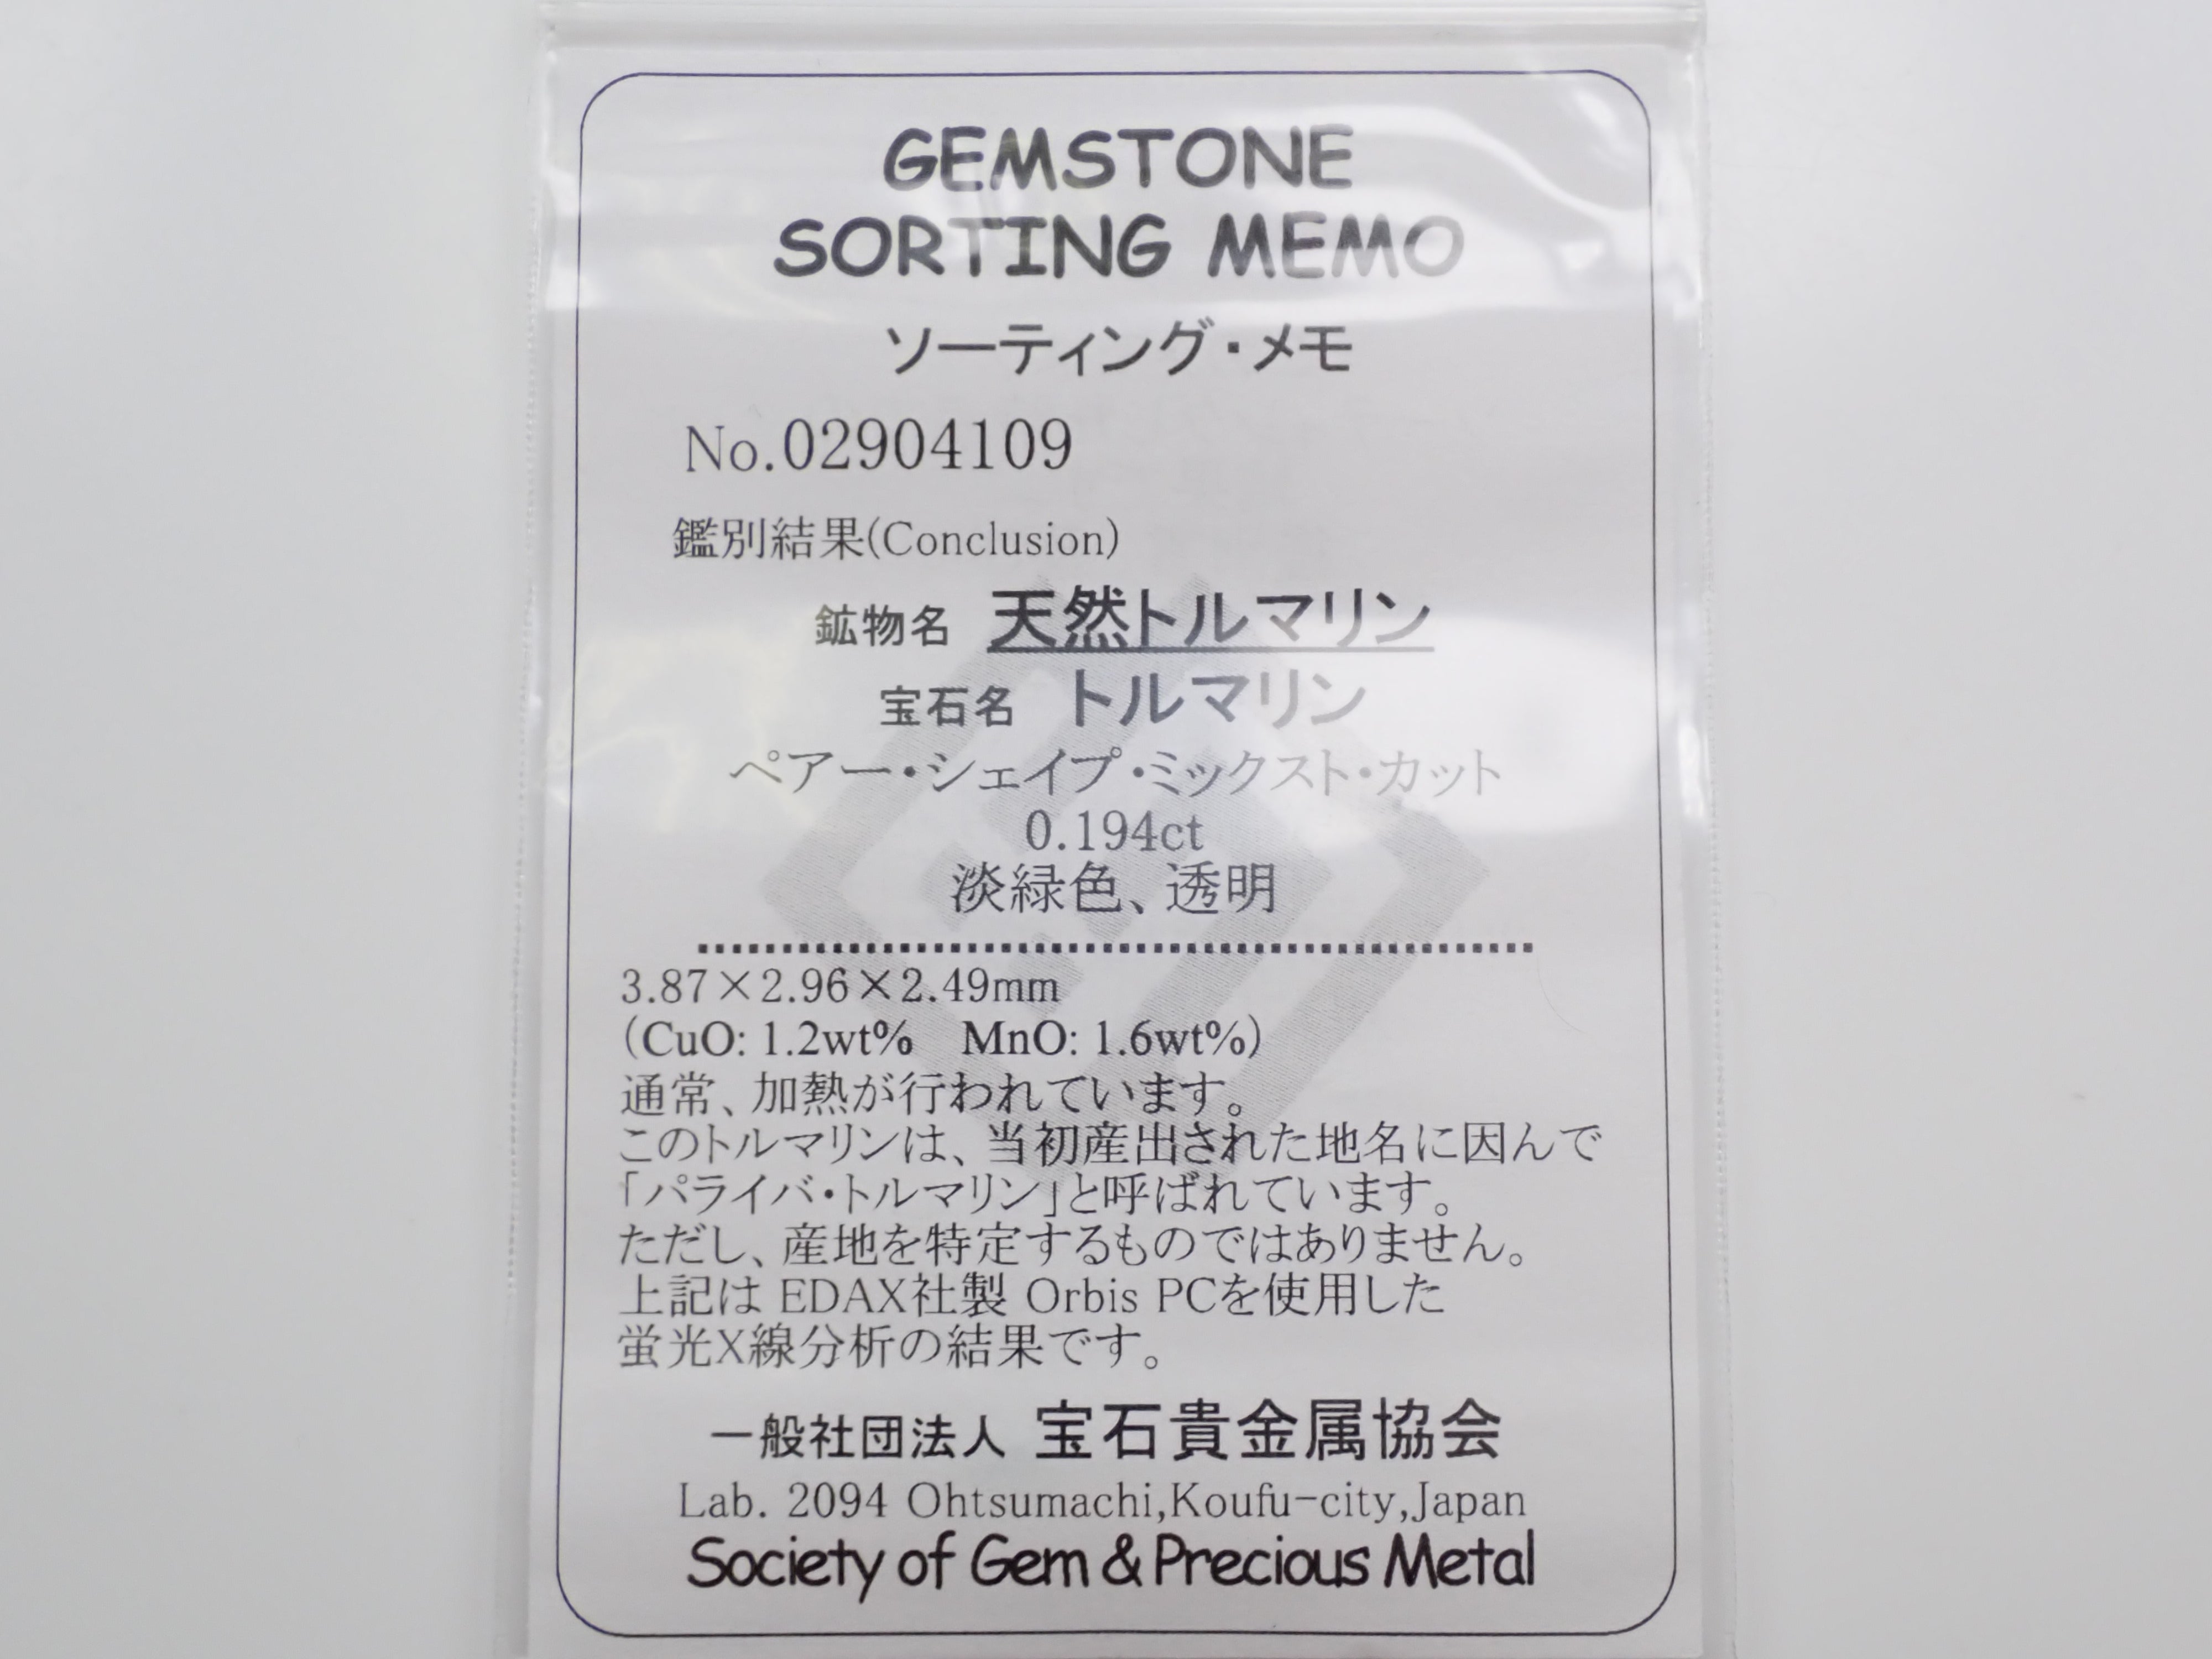 GEMSTONE
SORTING MEMO
ソーティング・メモ
No.02904109
鑑別結果(Conclusion)
鉱物名 天然トルマリン
宝石名 トルマリン
ペアー・シェイプ・ミックスト・カット
0.194ct
淡緑色、透明
3.87×2.96×2.49mm
(CuO: 1.2wt% MnO: 1.6wt%)
通常、加熱が行われています。
このトルマリンは、当初産出された地名に因んで
「パライバ・トルマリン」と呼ばれています。
ただし、産地を特定するものではありません。
上記は EDAX社製 Orbis PCを使用した
蛍光X線分析の結果です。
一般社団法人 宝石貴金属協会
Lab. 2094 Ohtsumachi,Koufu-city,Japan
Society of Gem & Precious Metal